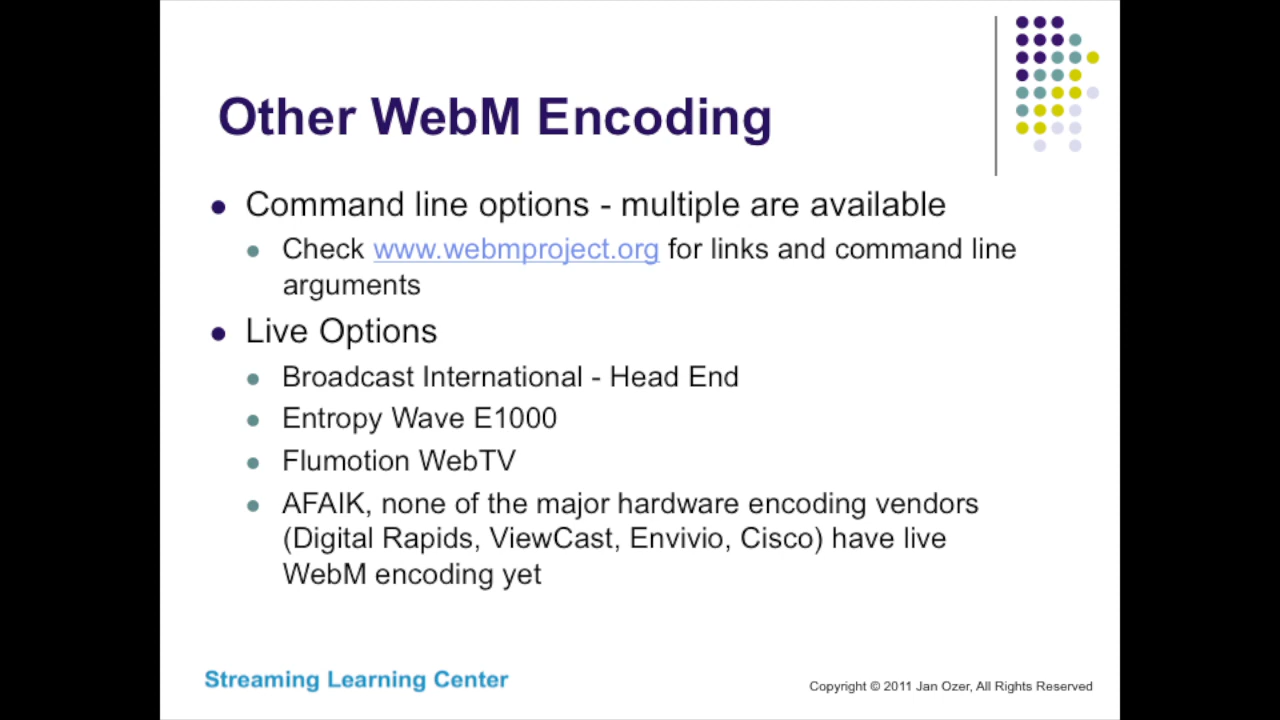 Other WebM Encoding
Command line options - multiple are available
Check www.webmproject.org for links and command line
arguments
Live Options
Broadcast International - Head End
Entropy Wave E1000
Flumotion WebTV
AFAIK, none of the major hardware encoding vendors
(Digital Rapids, ViewCast, Envivio, Cisco) have live
WebM encoding yet
Streaming Learning Center
Copyright © 2011 Jan Ozer, All Rights Reserved